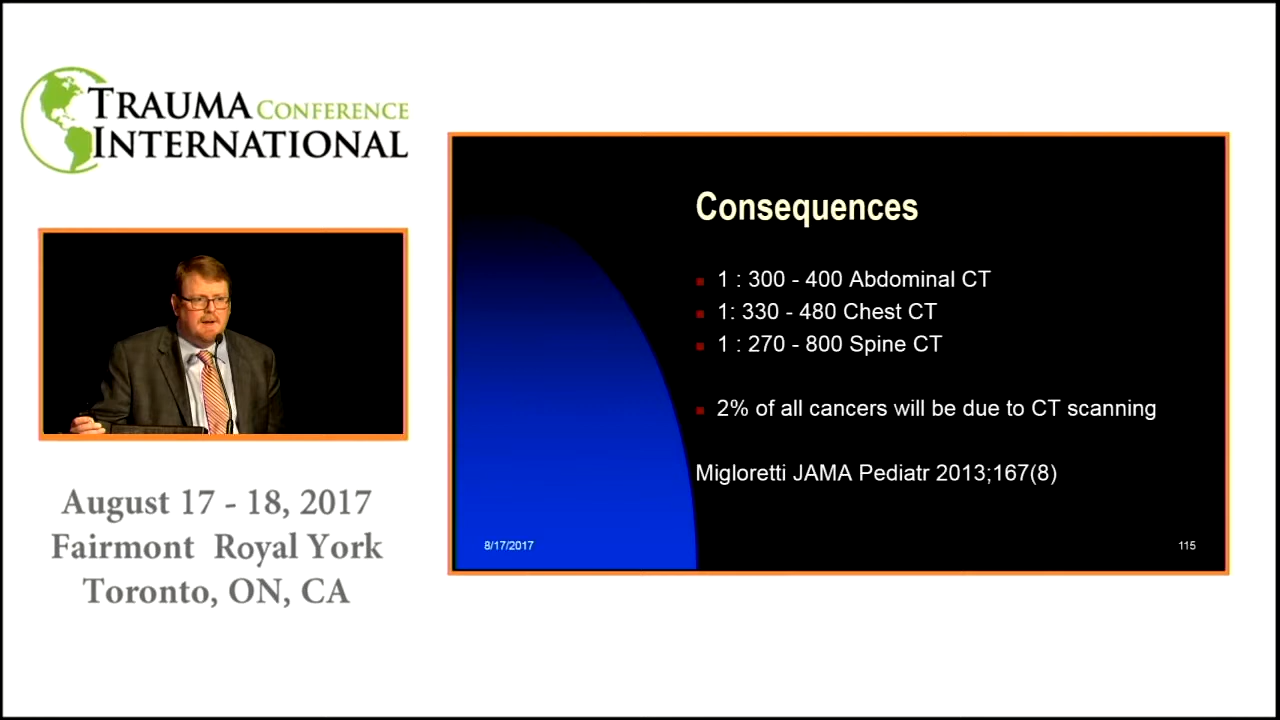 TRAUMA CONFERENCE
INTERNATIONAL
August 17 - 18, 2017
Fairmont Royal York
Toronto, ON, CA
Consequences
1 : 300 - 400 Abdominal CT
1: 330 - 480 Chest CT
1 : 270 - 800 Spine CT
2% of all cancers will be due to CT scanning
Migloretti JAMA Pediatr 2013;167(8)
8/17/2017
115